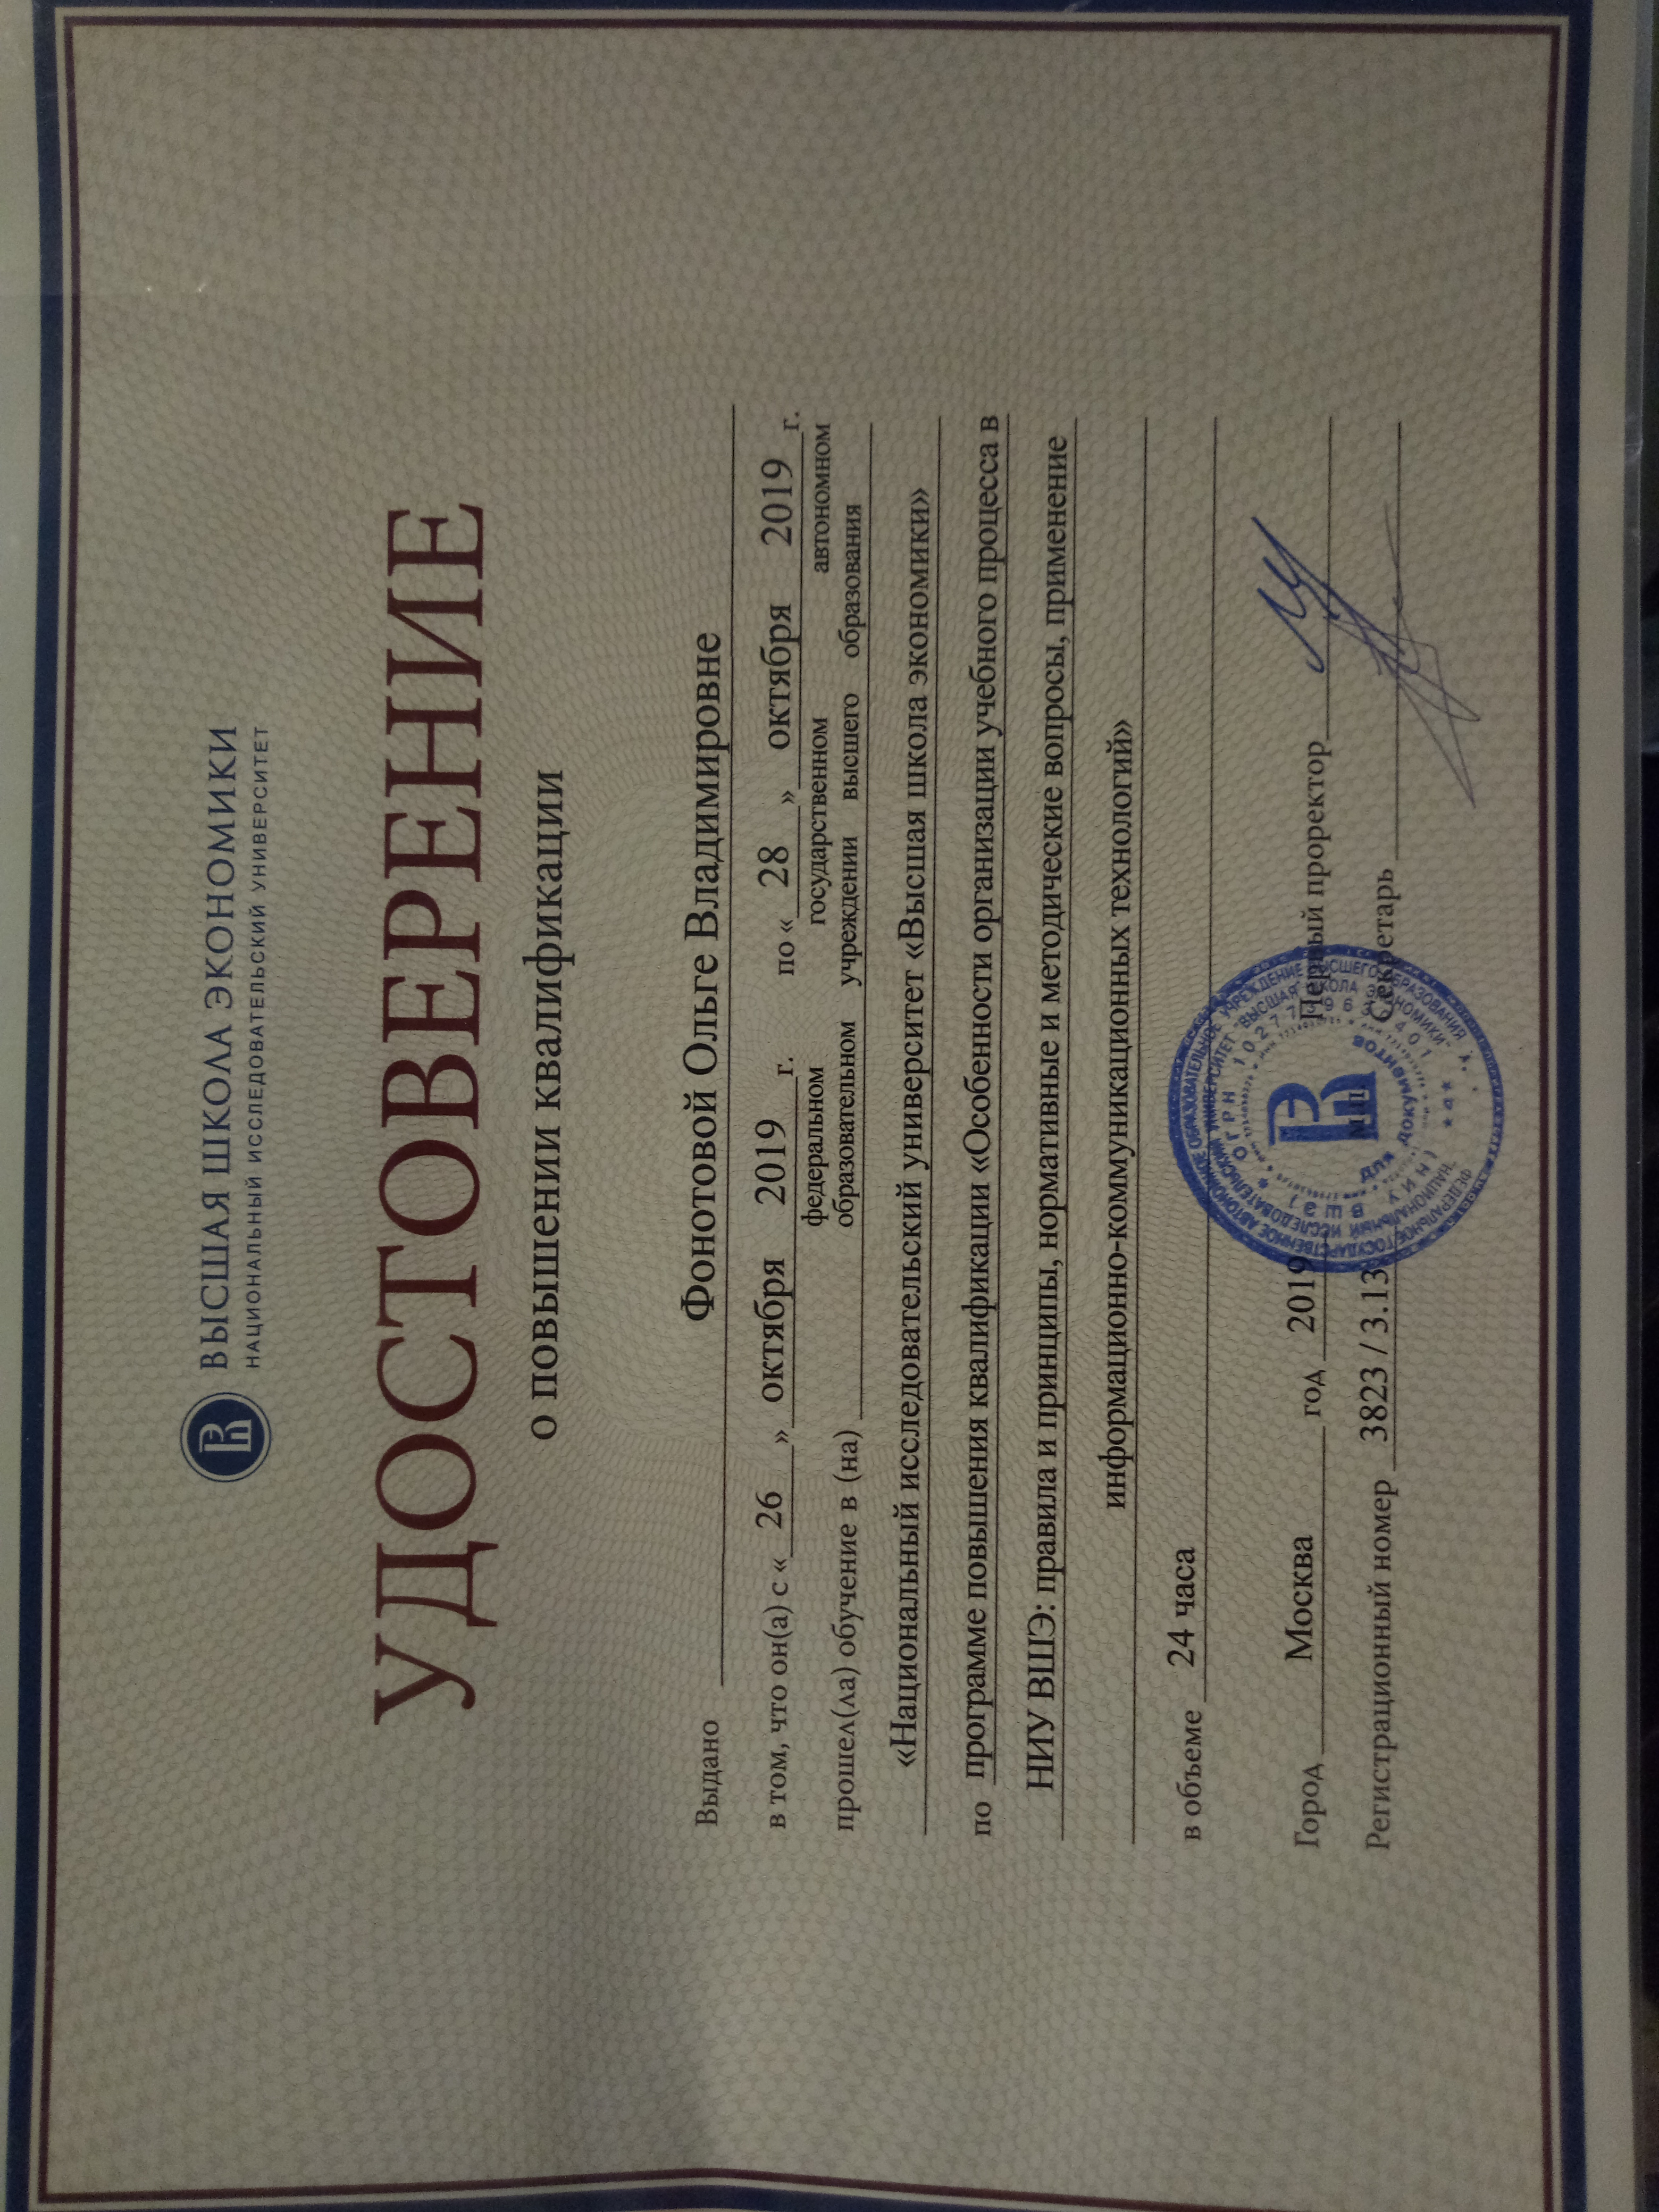 ВЫСШАЯ ШКОЛА ЭКОНОМИКИ
НАЦИОНАЛЬНЫЙ ИССЛЕДОВАТЕЛЬСКИЙ УНИВЕРСИТЕТ
УДОСТОВЕРЕНИЕ
о повышении квалификации
Выдано Фонотовой Ольге Владимировне
в том, что он(а) с « 26 » октября 2019 г. по « 28 » октября 2019 г.
федеральном государственном автономном
прошел(ла) обучение в (на) образовательном учреждении высшего образования
«Национальный исследовательский университет «Высшая школа экономики»
по программе повышения квалификации «Особенности организации учебного процесса в
НИУ ВШЭ: правила и принципы, нормативные и методические вопросы, применение
информационно-коммуникационных технологий»
в объеме 24 часа
Город Москва год 2019 Первый проректор
Регистрационный номер 3823 / 3.13 Секретарь
М.П.
для документов